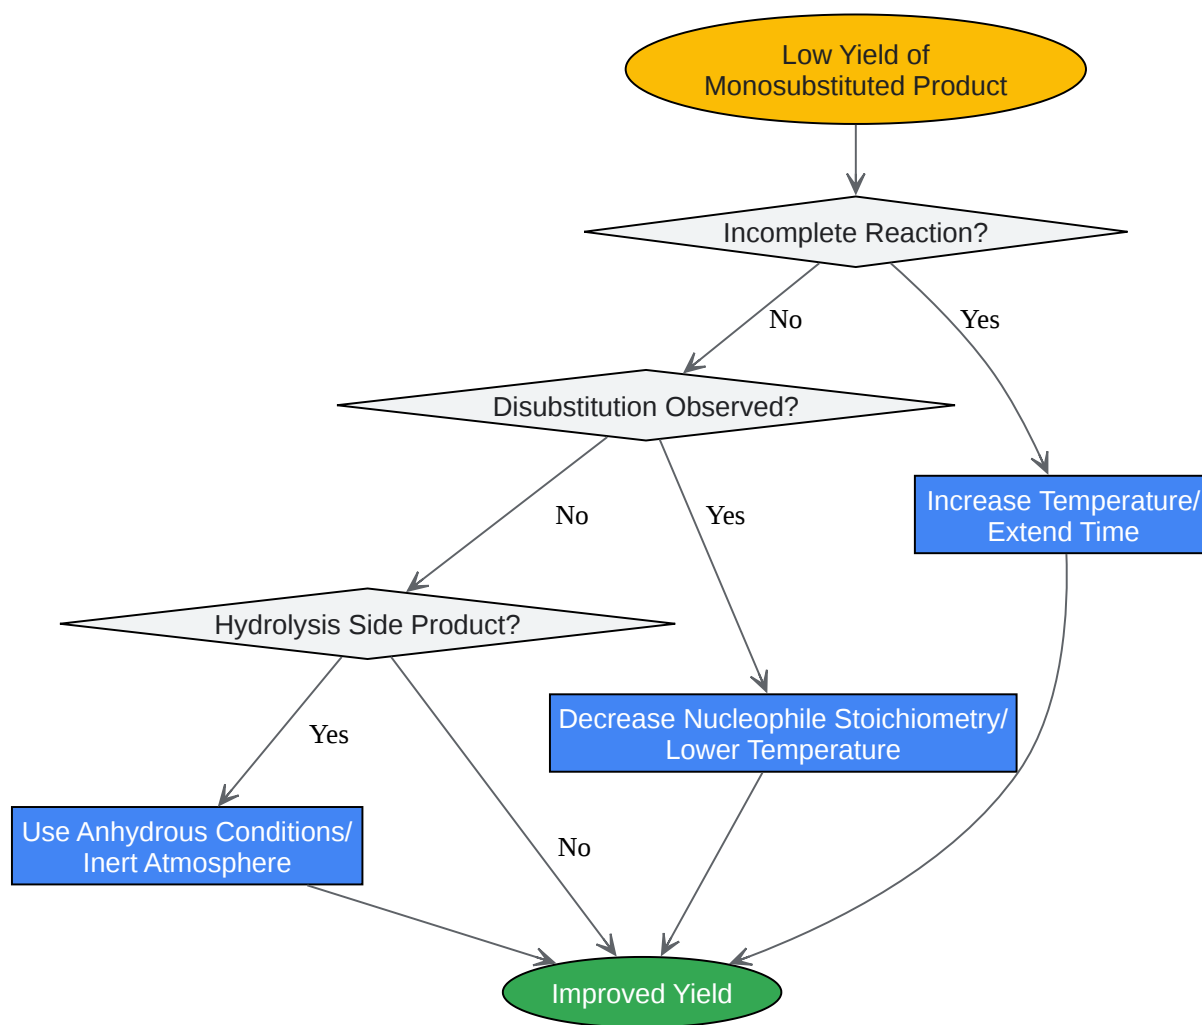 Low Yield of
Monosubstituted Product
Incomplete Reaction?
No
Yes
Disubstitution Observed?
Increase Temperature/
Extend Time
No
Yes
Hydrolysis Side Product?
Decrease Nucleophile Stoichiometry/
Lower Temperature
Yes
Use Anhydrous Conditions/
Inert Atmosphere
No
Improved Yield